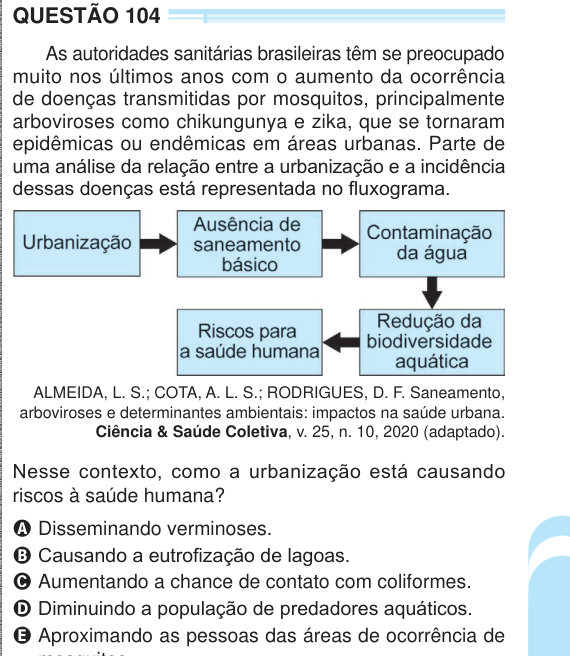 QUESTÃO 104
As autoridades sanitárias brasileiras têm se preocupado
muito nos últimos anos com o aumento da ocorrência
de doenças transmitidas por mosquitos, principalmente
arboviroses como chikungunya e zika, que se tornaram
epidêmicas ou endêmicas em áreas urbanas. Parte de
uma análise da relação entre a urbanização e a incidência
dessas doenças está representada no fluxograma.
Urbanização
Ausência de
saneamento
básico
Contaminação
da água
Redução da
biodiversidade
aquática
Riscos para
a saúde humana
ALMEIDA, L. S.; COTA, A. L. S.; RODRIGUES, D. F. Saneamento,
arboviroses e determinantes ambientais: impactos na saúde urbana.
Ciência & Saúde Coletiva, v. 25, n. 10, 2020 (adaptado).
Nesse contexto, como a urbanização está causando
riscos à saúde humana?
A Disseminando verminoses.
B Causando a eutrofização de lagoas.
C Aumentando a chance de contato com coliformes.
D Diminuindo a população de predadores aquáticos.
E Aproximando as pessoas das áreas de ocorrência de